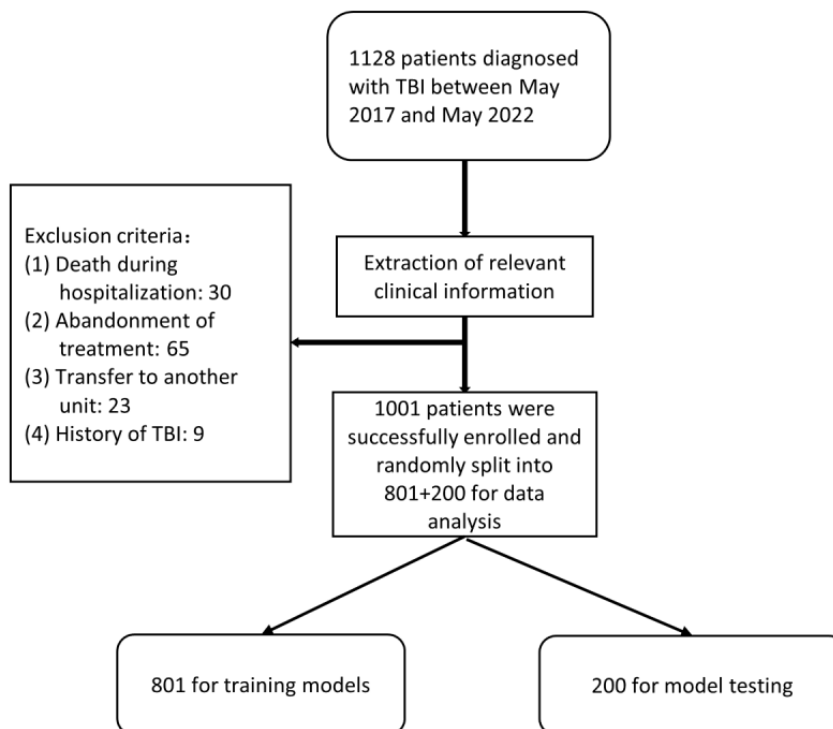 1128 patients diagnosed
with TBI between May
2017 and May 2022
Extraction of relevant
clinical information
Exclusion criteria：
(1) Death during
hospitalization: 30
(2) Abandonment of
treatment: 65
(3) Transfer to another
unit: 23
(4) History of TBI: 9
1001 patients were
successfully enrolled and
randomly split into
801+200 for data
analysis
801 for training models
200 for model testing